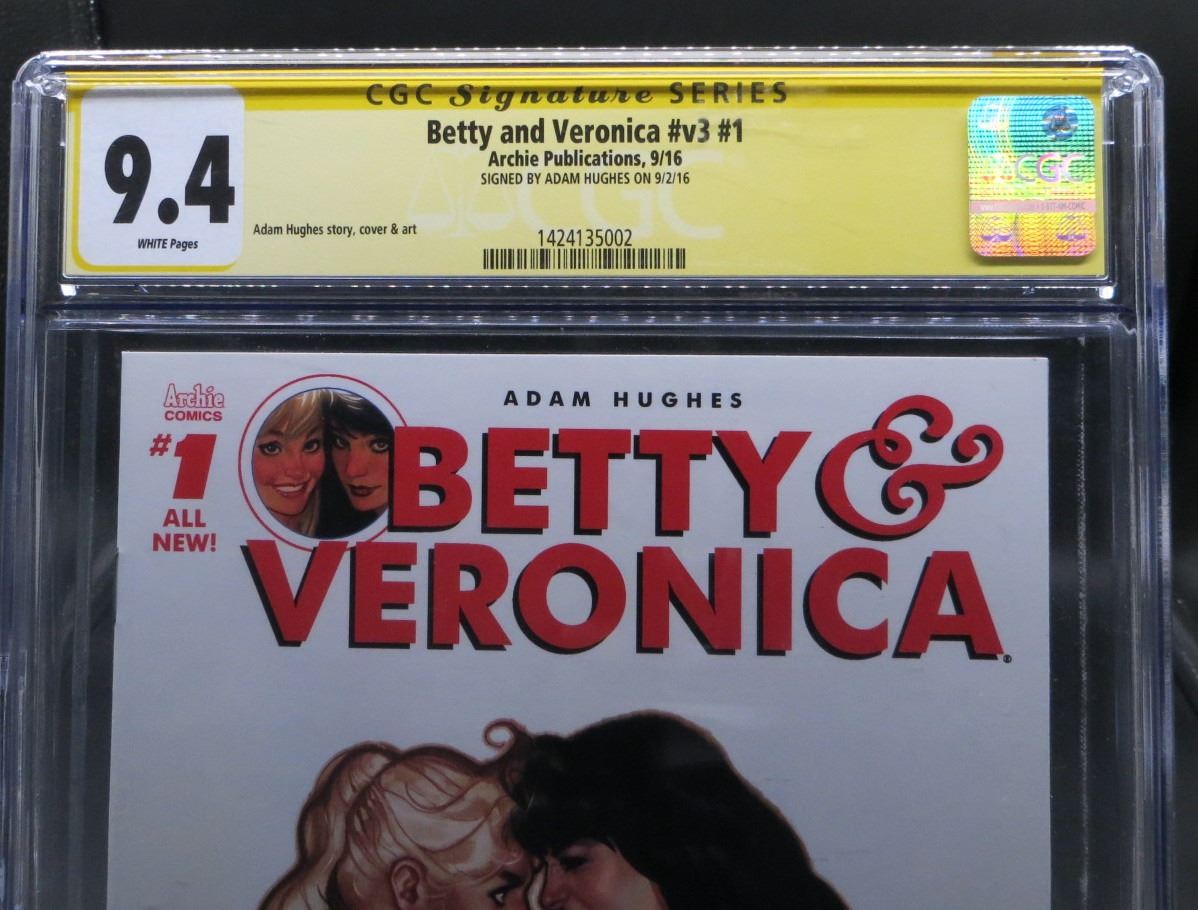 CGC Signature SERIES
Betty and Veronica #v3 #1
Archie Publications, 9/16
SIGNED BY ADAM HUGHES ON 9/2/16
9.4
WHITE Pages
Adam Hughes story, cover & art
1424135002
CGC
CGC
Archie
COMICS
#1
ALL
NEW!
ADAM HUGHES
BETTY &
VERONICA